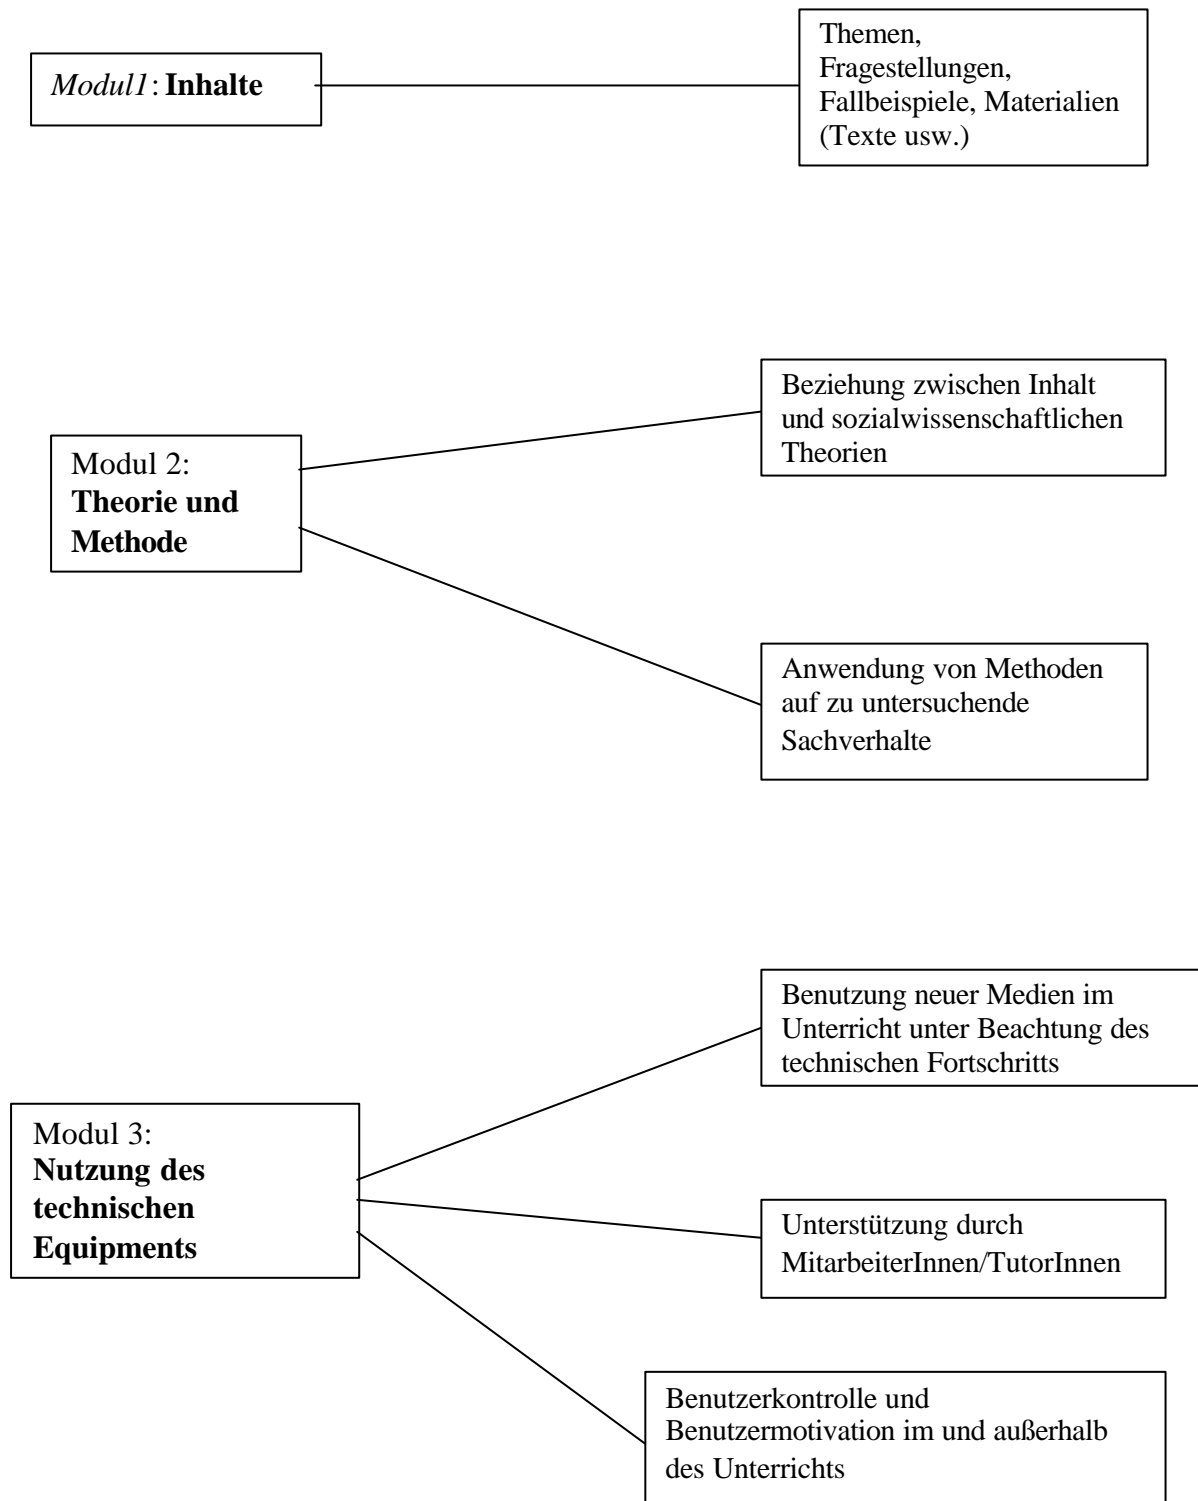 Modul1: Inhalte
Themen,
Fragestellungen,
Fallbeispiele, Materialien
(Texte usw.)
Modul 2:
Theorie und
Methode
Beziehung zwischen Inhalt
und sozialwissenschaftlichen
Theorien
Anwendung von Methoden
auf zu untersuchende
Sachverhalte
Modul 3:
Nutzung des
technischen
Equipments
Benutzung neuer Medien im
Unterricht unter Beachtung des
technischen Fortschritts
Unterstützung durch
MitarbeiterInnen/TutorInnen
Benutzerkontrolle und
Benutzermotivation im und außerhalb
des Unterrichts